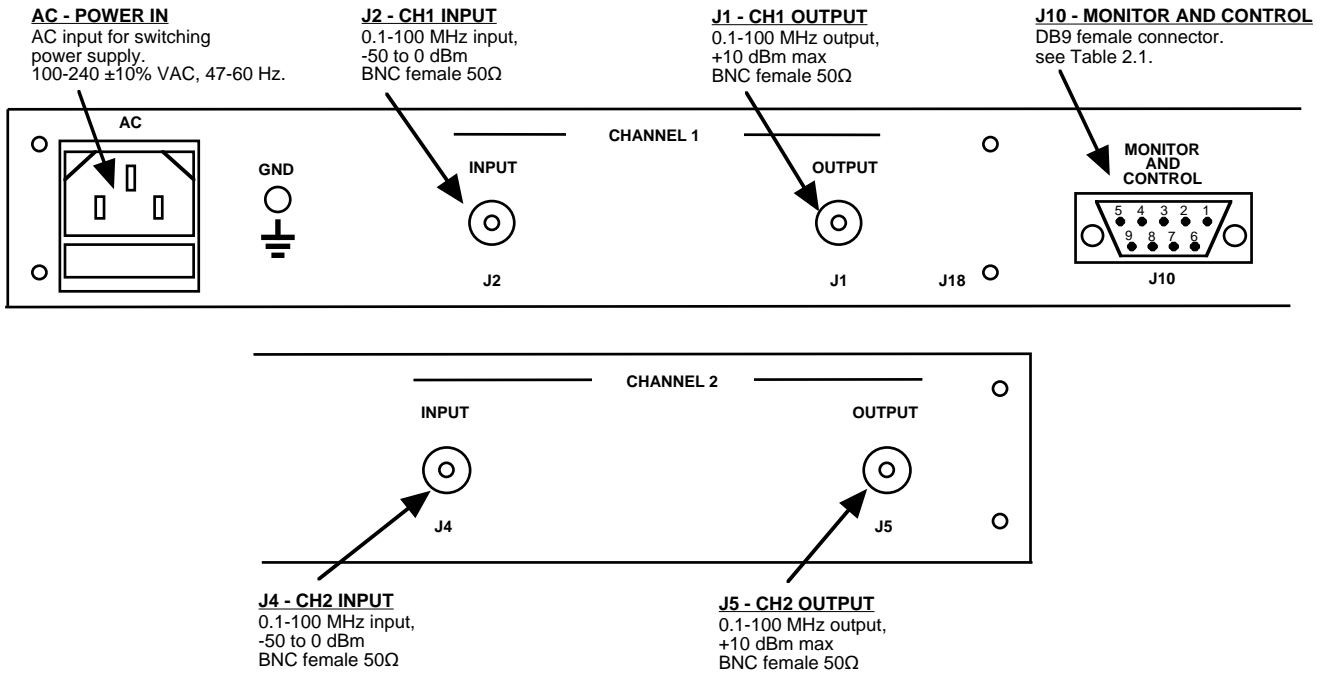 AC - POWER IN
AC input for switching
power supply.
100-240 ±10% VAC, 47-60 Hz.
J2 - CH1 INPUT
0.1-100 MHz input,
-50 to 0 dBm
BNC female 50Ω
J1 - CH1 OUTPUT
0.1-100 MHz output,
+10 dBm max
BNC female 50Ω
J10 - MONITOR AND CONTROL
DB9 female connector.
see Table 2.1.
AC
GND
CHANNEL 1
INPUT
OUTPUT
J2
J1
J18
MONITOR
AND
CONTROL
5 4 3 2 1
9 8 7 6
J10
CHANNEL 2
INPUT
OUTPUT
J4
J5
J4 - CH2 INPUT
0.1-100 MHz input,
-50 to 0 dBm
BNC female 50Ω
J5 - CH2 OUTPUT
0.1-100 MHz output,
+10 dBm max
BNC female 50Ω